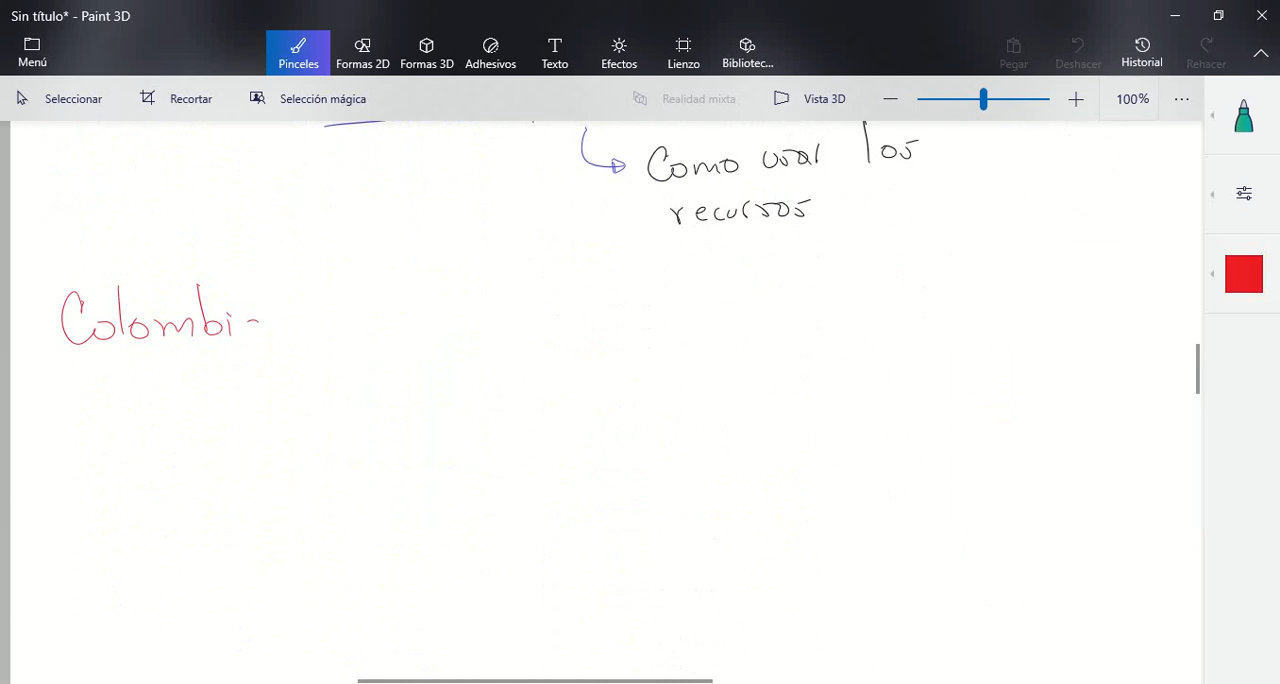 Sin título* - Paint 3D
Menú
Pinceles
Formas 2D
Formas 3D
Adhesivos
Texto
Efectos
Lienzo
Bibliotec...
Pegar
Deshacer
Historial
Rehacer
Seleccionar
Recortar
Selección mágica
Realidad mixta
Vista 3D
100%
Como usar los
recursos
Colombi